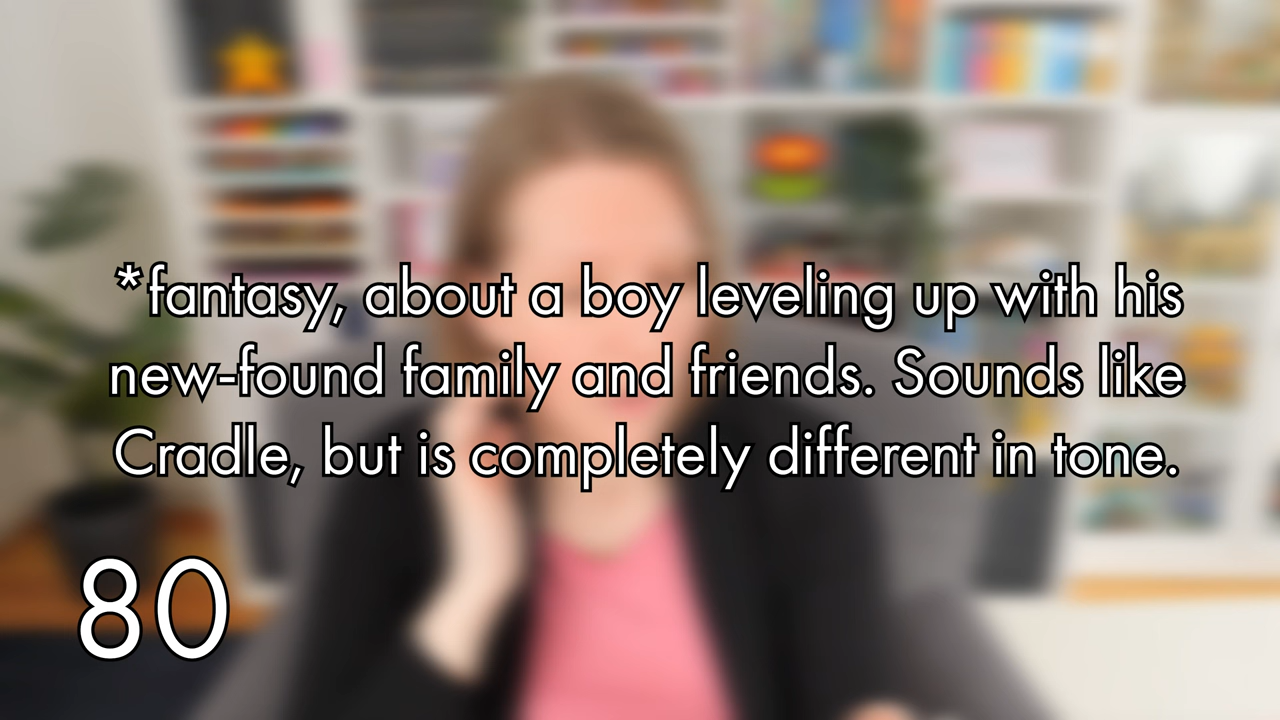 *fantasy, about a boy leveling up with his
new-found family and friends. Sounds like
Cradle, but is completely different in tone.
80